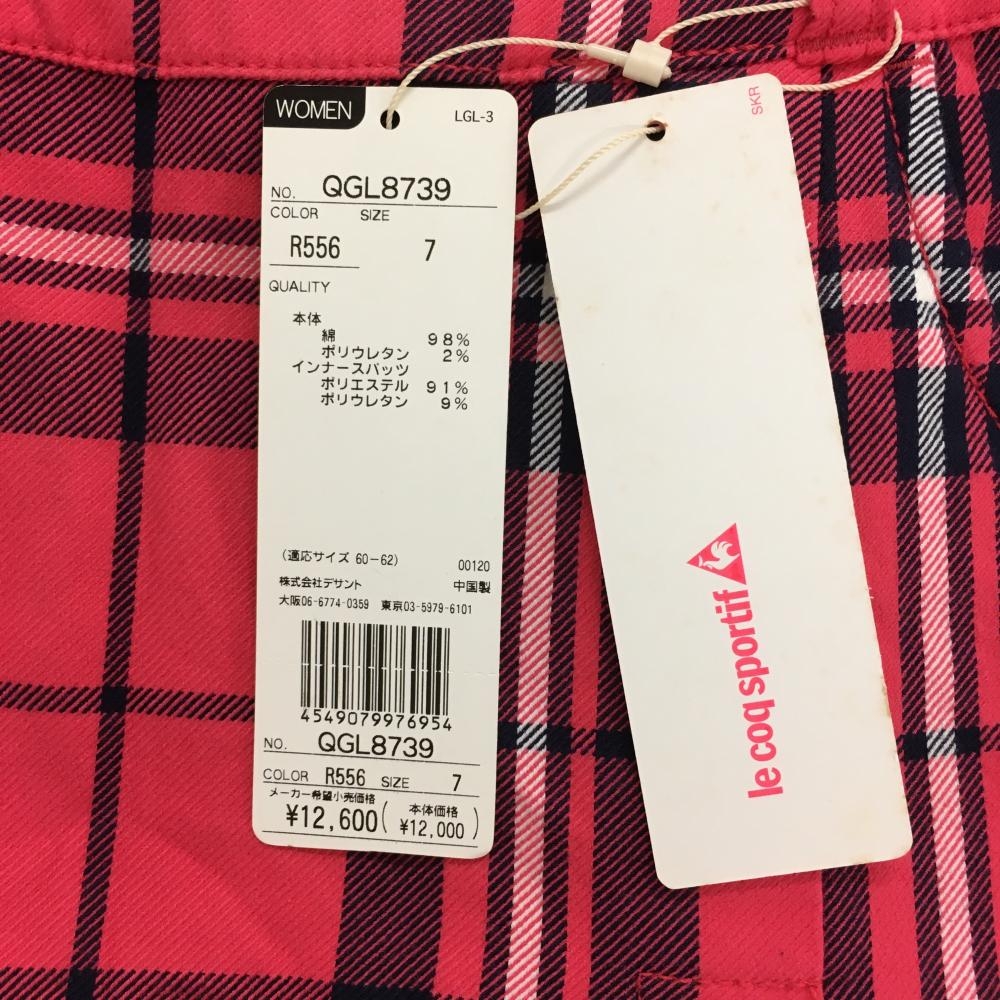 WOMEN
LGL-3
NO. QGL8739
COLOR SIZE
R556 7
QUALITY
本体
綿 98%
ポリウレタン 2%
インナースパッツ
ポリエステル 91%
ポリウレタン 9%
(適応サイズ 60-62) 00120
株式会社デサント 中国製
大阪06-6774-0359 東京03-5979-6101
4549079976954
NO. QGL8739
COLOR R556 SIZE 7
メーカー希望小売価格
¥12,600(本体価格 ¥12,000)
SKR
le coq sportif